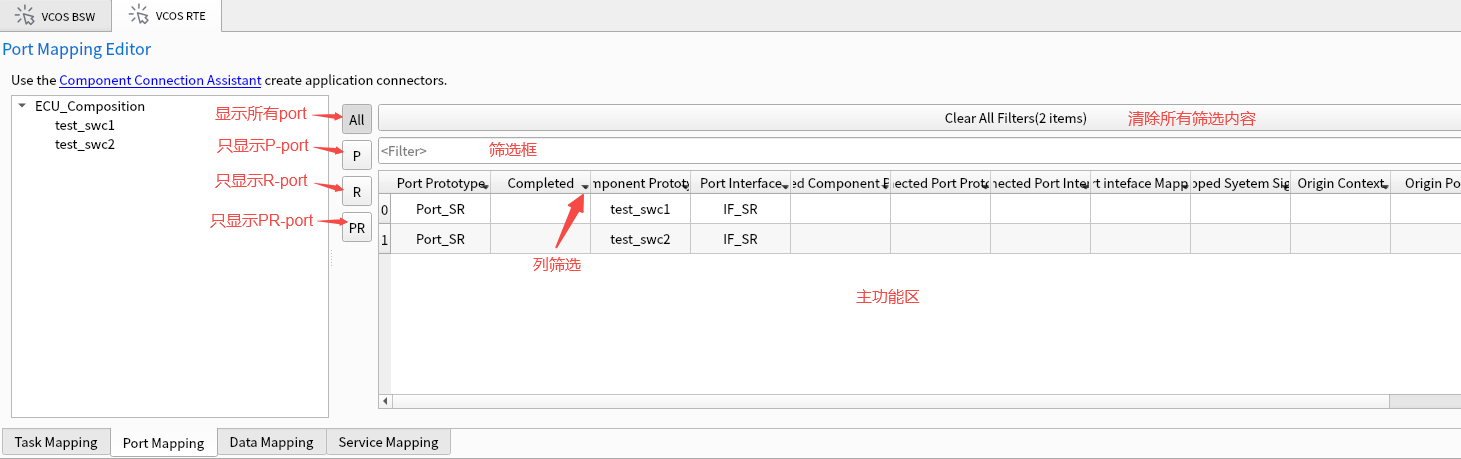 VCOS BSW
VCOS RTE
Port Mapping Editor
Use the Component Connection Assistant create application connectors.
ECU_Composition
test_swc1
test_swc2
显示所有port
只显示P-port
只显示R-port
只显示PR-port
All
P
R
PR
Clear All Filters(2 items) 清除所有筛选内容
<Filter> 筛选框
Port Prototype Completed mponent Prototy Port Interface ed Component F ected Port Prot nected Port Inte rt inteface Mapp pped Syetem Sig Origin Context Origin Po
0 Port_SR test_swc1 IF_SR
1 Port_SR test_swc2 IF_SR
列筛选
主功能区
Task Mapping
Port Mapping
Data Mapping
Service Mapping